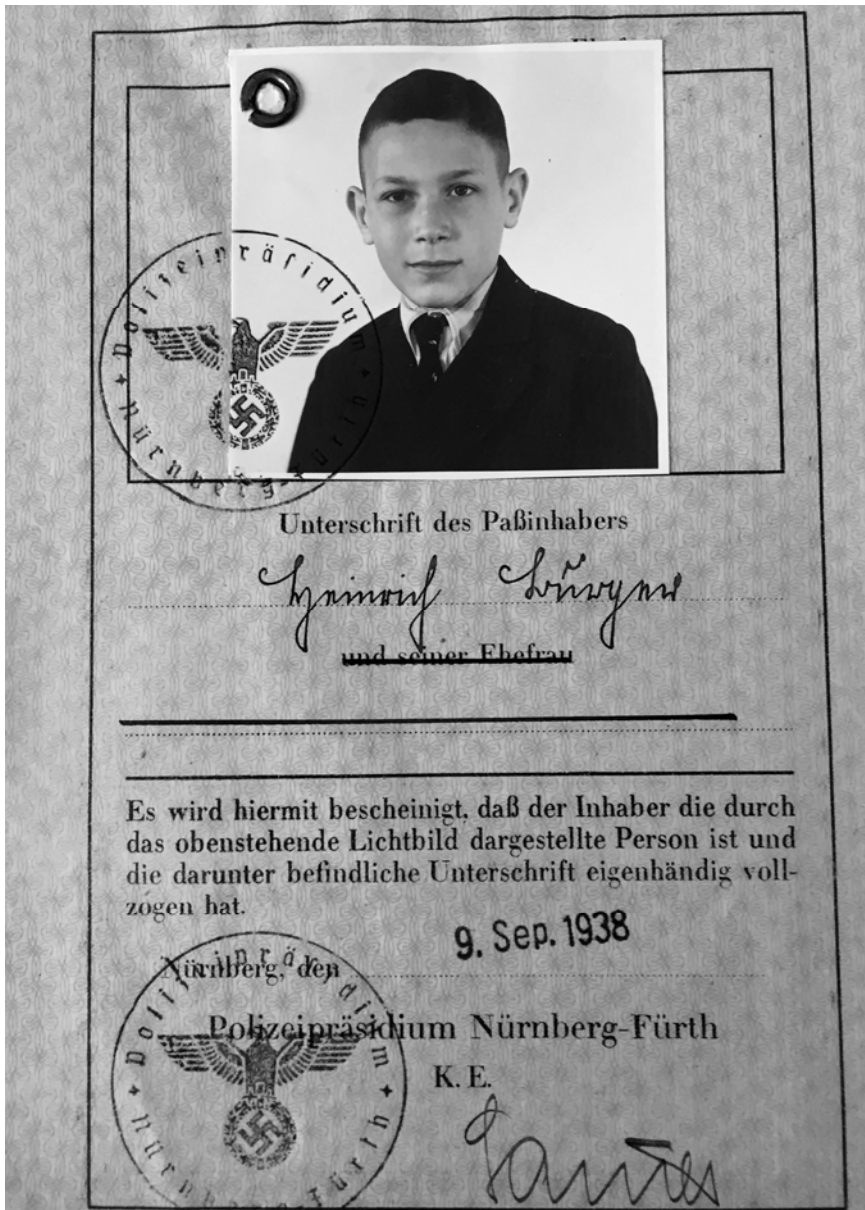 Polizeipräsidium
Nürnberg-Fürth
Unterschrift des Paßinhabers
Heinrich Bürger
und seiner Ehefrau
Es wird hiermit bescheinigt, daß der Inhaber die durch
das obenstehende Lichtbild dargestellte Person ist und
die darunter befindliche Unterschrift eigenhändig voll-
zogen hat.
Nürnberg, den 9. Sep. 1938
Polizeipräsidium Nürnberg-Fürth
K. E.
Polizeipräsidium
Nürnberg-Fürth